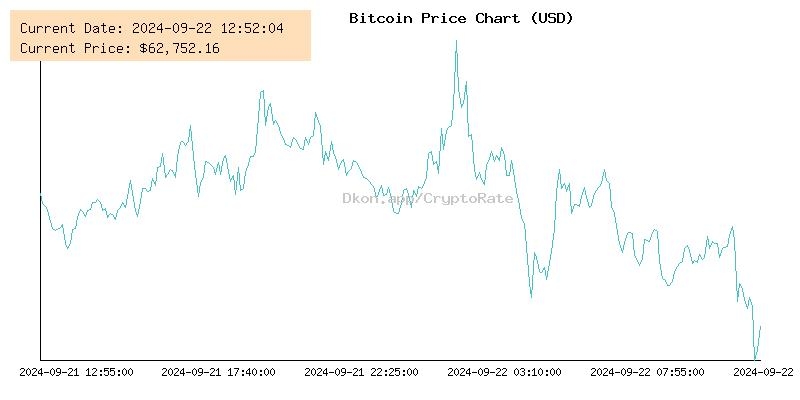 Bitcoin Price Chart (USD)
Current Date: 2024-09-22 12:52:04
Current Price: $62,752.16
Dkon.app/CryptoRate
2024-09-21 12:55:00 2024-09-21 17:40:00 2024-09-21 22:25:00 2024-09-22 03:10:00 2024-09-22 07:55:00 2024-09-22